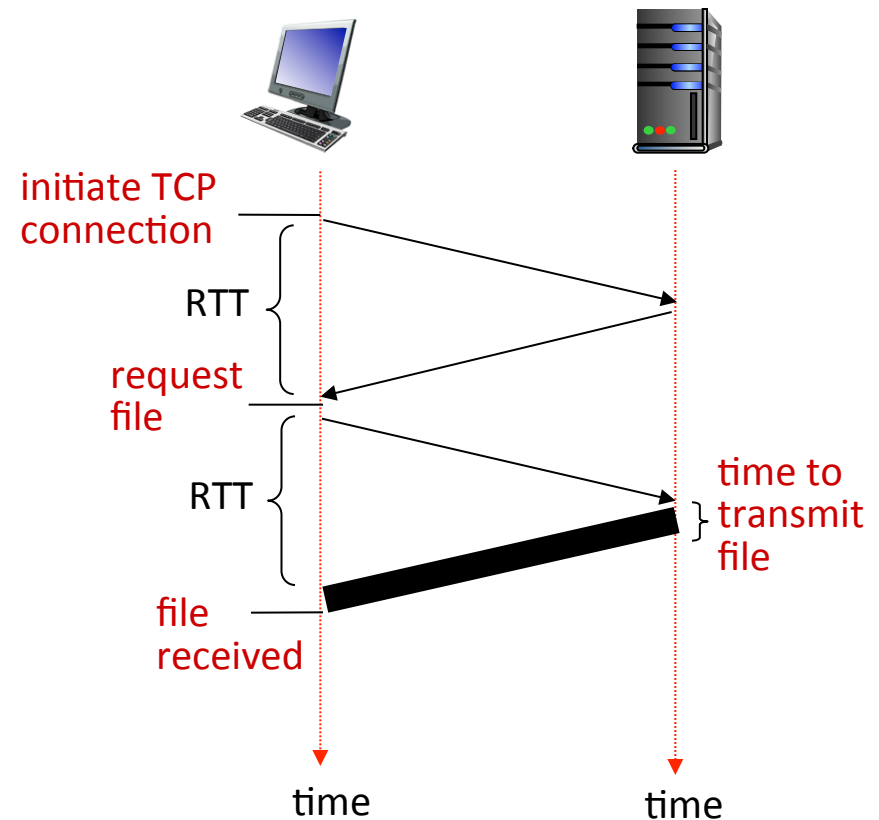 initiate TCP
connection
RTT
request
file
RTT
time to
transmit
file
file
received
time
time